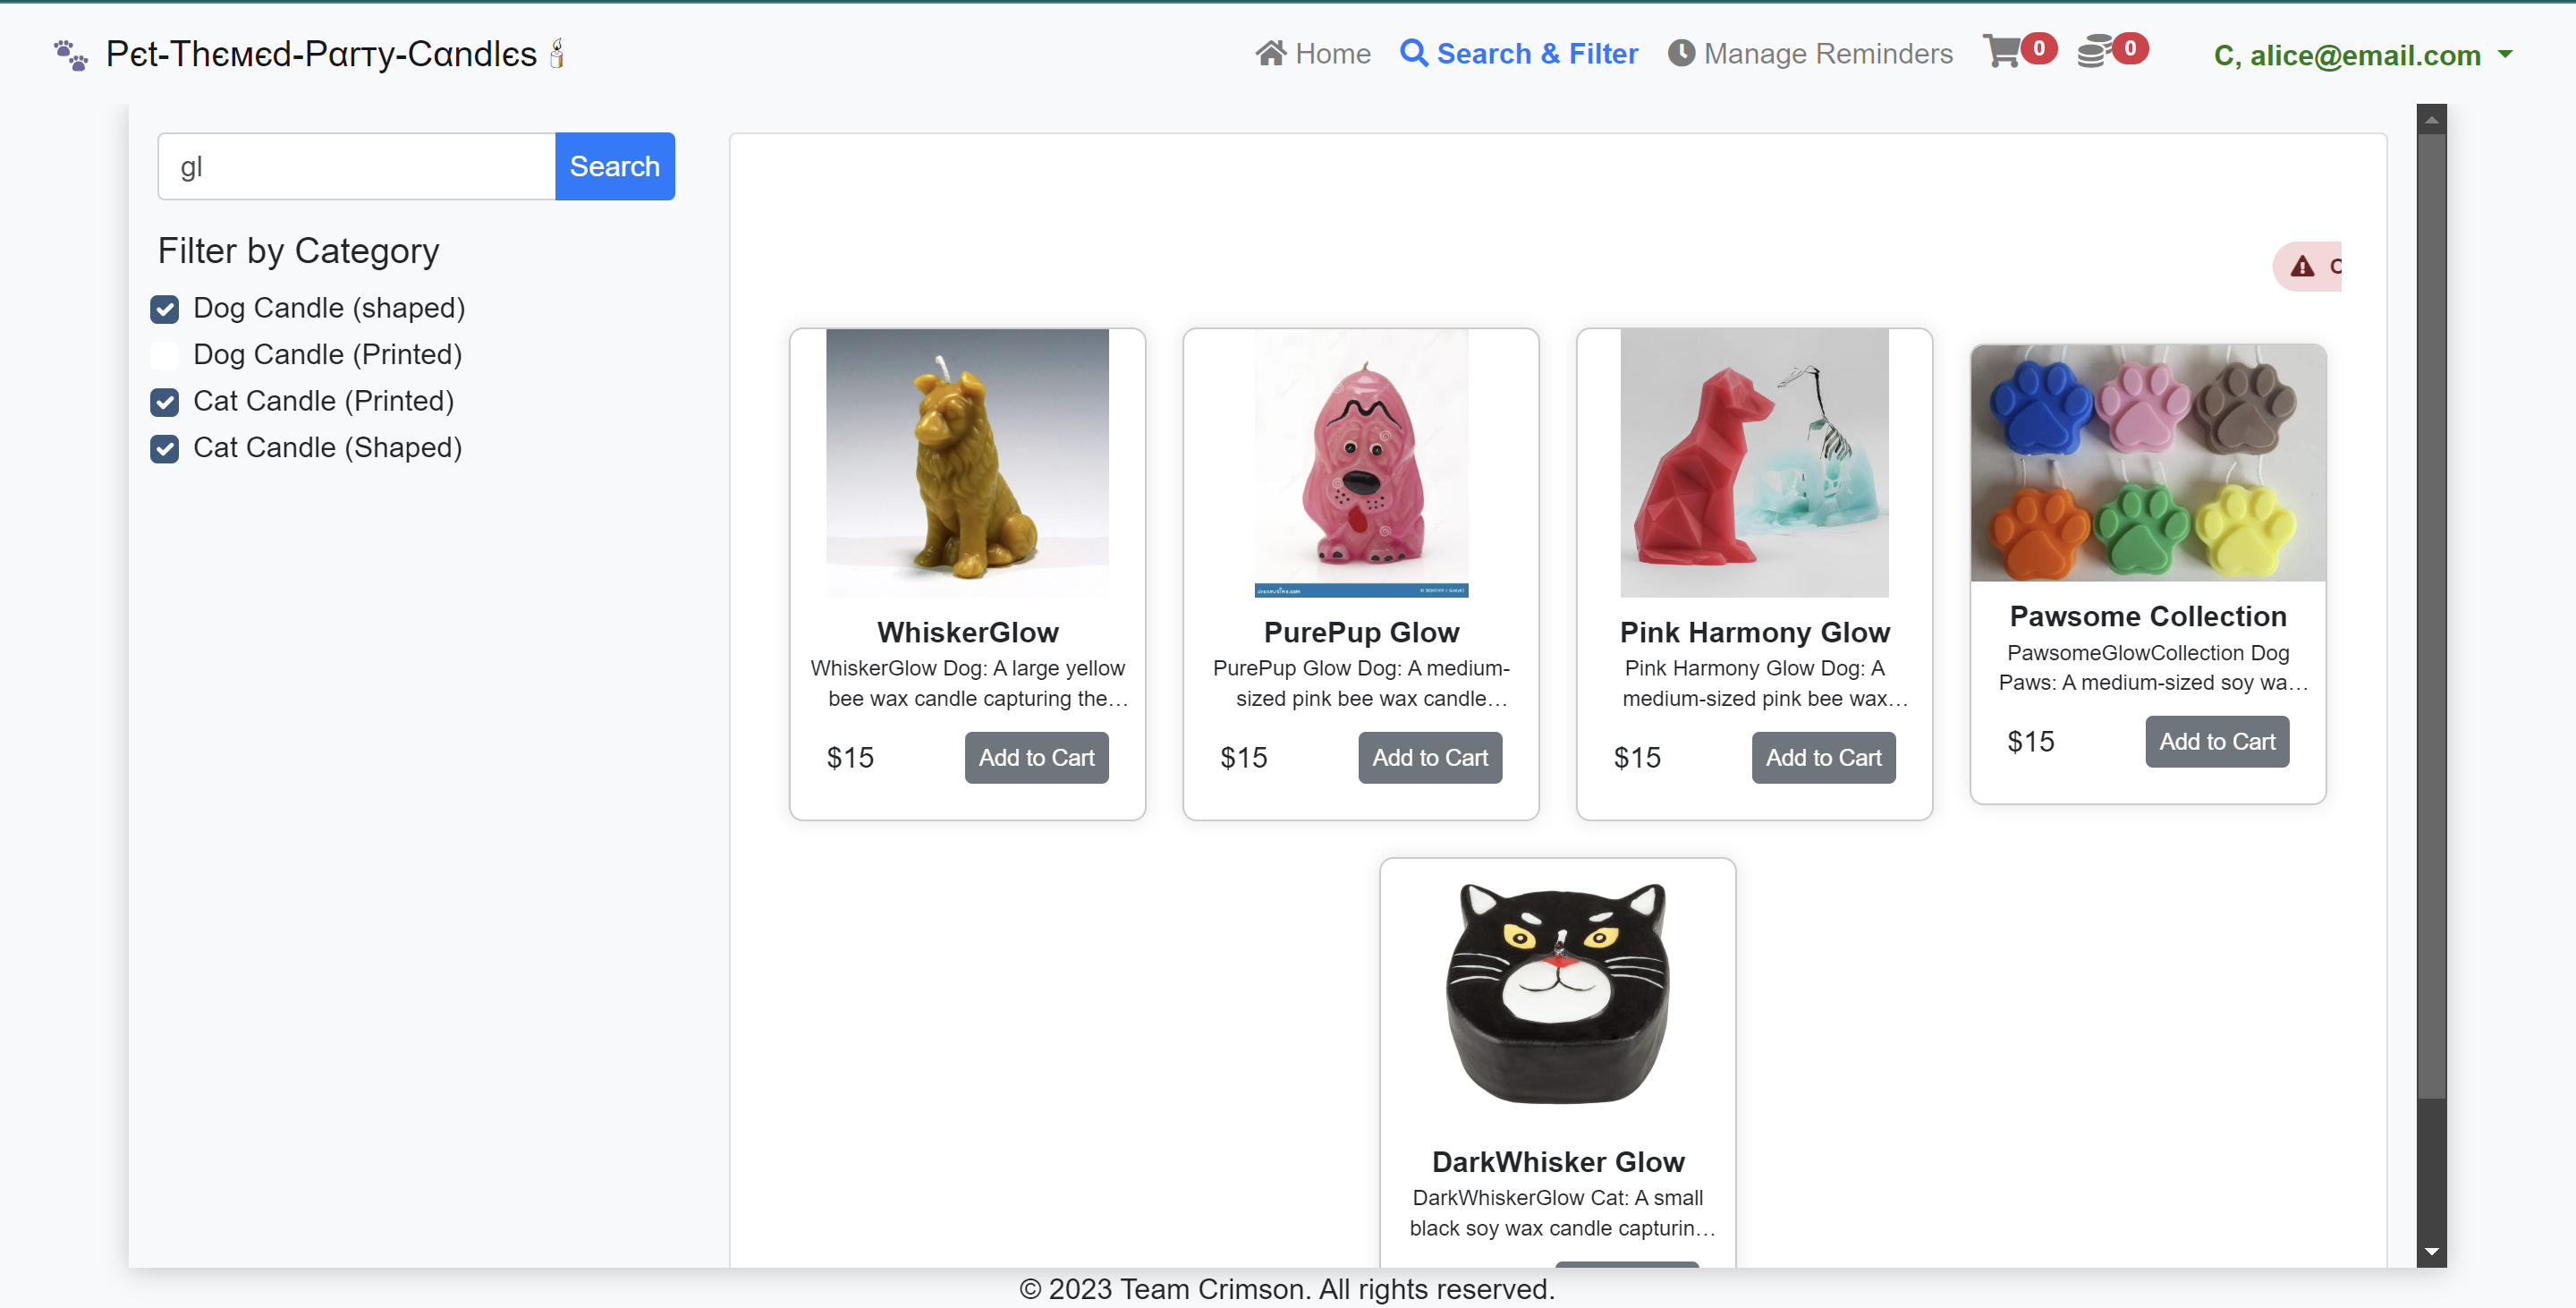 Pєt-Thємєd-Pαrтy-Cαndlєs
Home
Search & Filter
Manage Reminders
0
0
C, alice@email.com
gl
Search
Filter by Category
Dog Candle (shaped)
Dog Candle (Printed)
Cat Candle (Printed)
Cat Candle (Shaped)
WhiskerGlow
WhiskerGlow Dog: A large yellow
bee wax candle capturing the…
$15
Add to Cart
PurePup Glow
PurePup Glow Dog: A medium-
sized pink bee wax candle…
$15
Add to Cart
Pink Harmony Glow
Pink Harmony Glow Dog: A
medium-sized pink bee wax…
$15
Add to Cart
Pawsome Collection
PawsomeGlowCollection Dog
Paws: A medium-sized soy wa…
$15
Add to Cart
DarkWhisker Glow
DarkWhiskerGlow Cat: A small
black soy wax candle capturin…
© 2023 Team Crimson. All rights reserved.